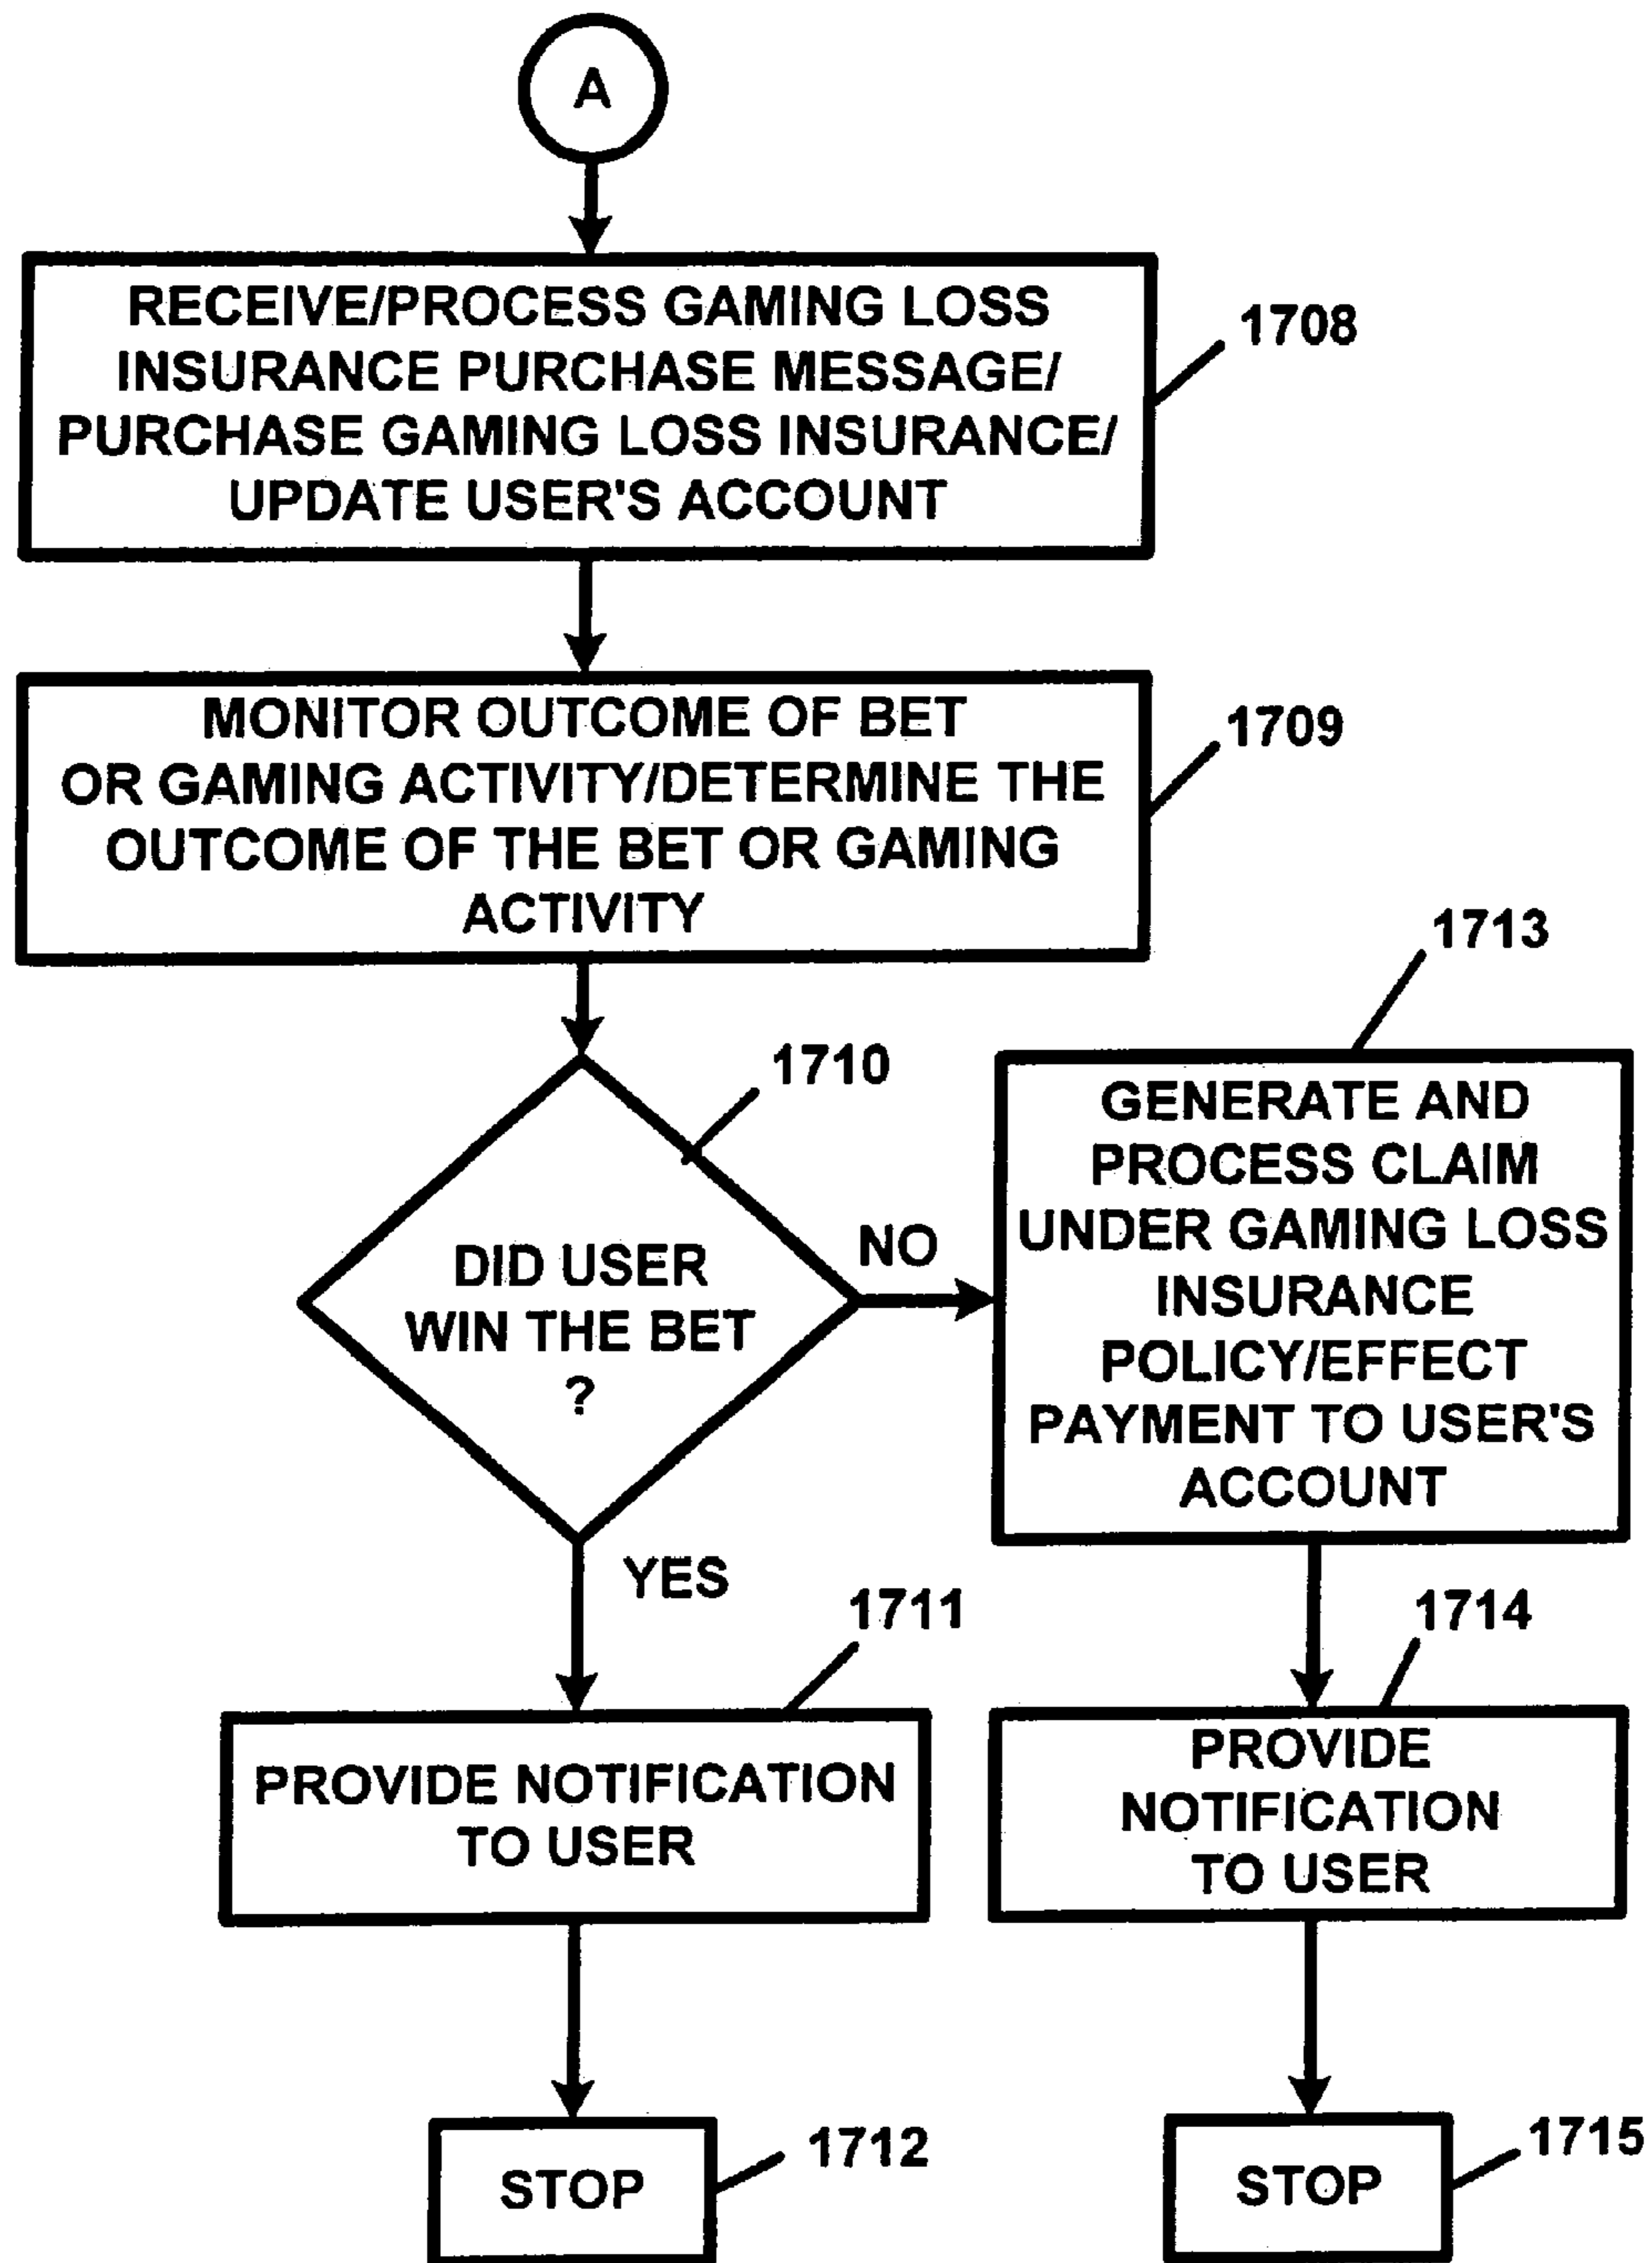 A
RECEIVE/PROCESS GAMING LOSS
INSURANCE PURCHASE MESSAGE/
PURCHASE GAMING LOSS INSURANCE/
UPDATE USER'S ACCOUNT
1708
MONITOR OUTCOME OF BET
OR GAMING ACTIVITY/DETERMINE THE
OUTCOME OF THE BET OR GAMING
ACTIVITY
1709
1710
DID USER
WIN THE BET
?
NO
YES
1713
GENERATE AND
PROCESS CLAIM
UNDER GAMING LOSS
INSURANCE
POLICY/EFFECT
PAYMENT TO USER'S
ACCOUNT
1711
PROVIDE NOTIFICATION
TO USER
1714
PROVIDE
NOTIFICATION
TO USER
STOP
1712
STOP
1715